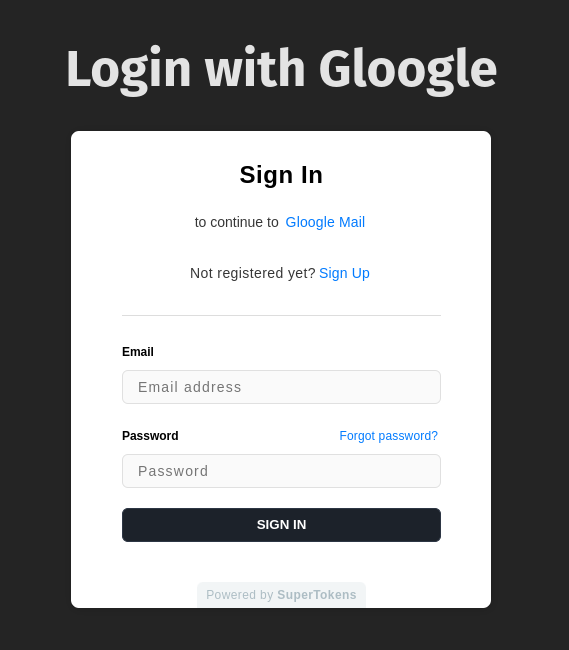 Login with Gloogle
Sign In
to continue to Gloogle Mail
Not registered yet? Sign Up
Email
Email address
Password Forgot password?
Password
SIGN IN
Powered by SuperTokens